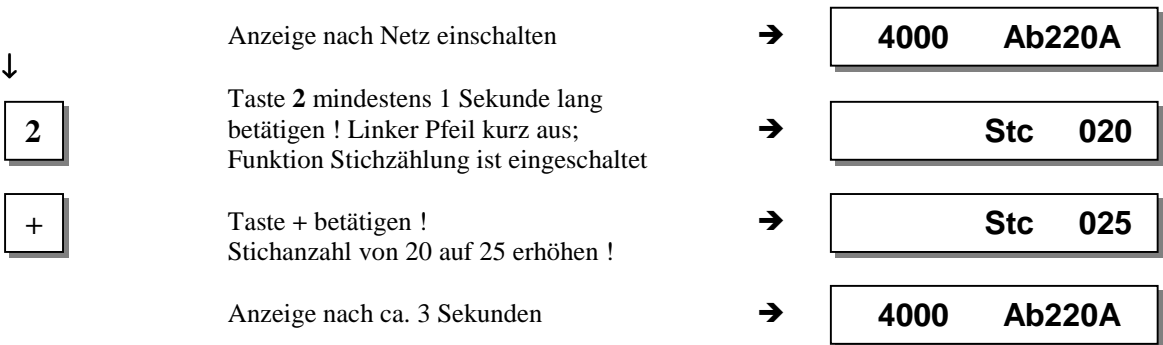 Anzeige nach Netz einschalten ➔ 4000 Ab220A
↓
2 Taste 2 mindestens 1 Sekunde lang
betätigen ! Linker Pfeil kurz aus; ➔ Stc 020
Funktion Stichzählung ist eingeschaltet
+ Taste + betätigen ! ➔ Stc 025
Stichanzahl von 20 auf 25 erhöhen !
Anzeige nach ca. 3 Sekunden ➔ 4000 Ab220A